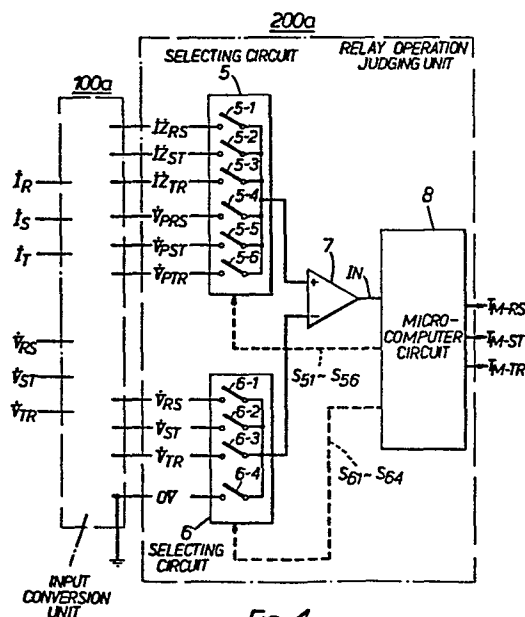 200a
SELECTING CIRCUIT
RELAY OPERATION
JUDGING UNIT
100a
5
5-1
İZRS
5-2
İZST
5-3
İZTR
5-4
V̇PRS
5-5
V̇PST
5-6
V̇PTR
İR
İS
İT
V̇RS
V̇ST
V̇TR
7
+
−
IN
8
MICRO-
COMPUTER
CIRCUIT
TM-RS
TM-ST
TM-TR
S51~S56
6-1
V̇RS
6-2
V̇ST
6-3
V̇TR
6-4
0V
S61~S64
6
SELECTING
CIRCUIT
INPUT
CONVERSION
UNIT